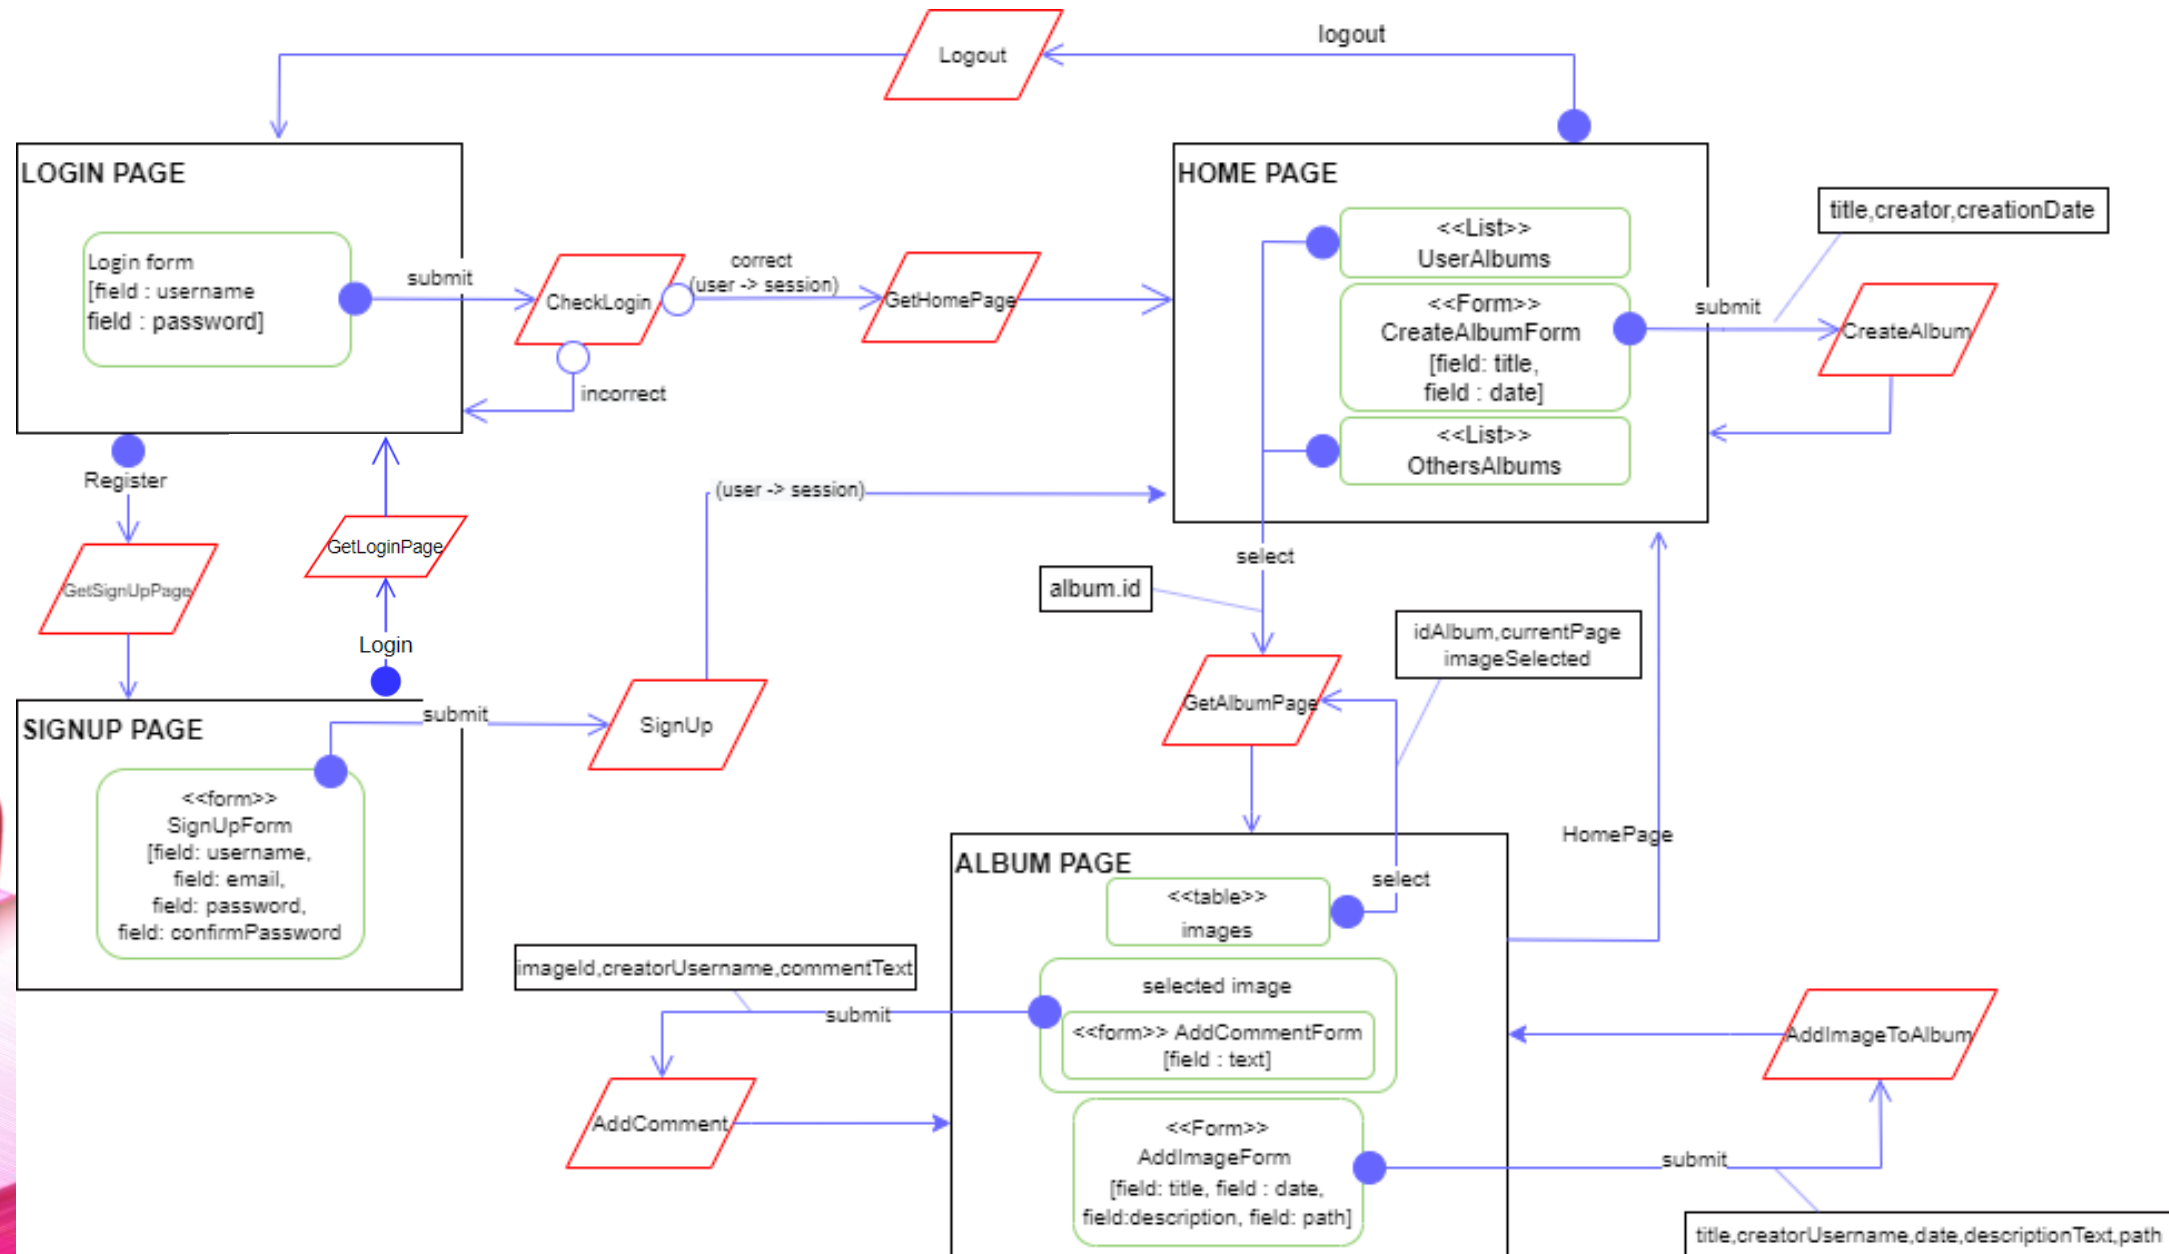 logout
Logout
LOGIN PAGE
Login form
[field : username
field : password]
submit
CheckLogin
correct
(user -> session)
GetHomePage
incorrect
HOME PAGE
<<List>>
UserAlbums
<<Form>>
CreateAlbumForm
[field: title,
field : date]
<<List>>
OthersAlbums
title,creator,creationDate
submit
CreateAlbum
Register
GetSignUpPage
GetLoginPage
Login
(user -> session)
select
album.id
idAlbum,currentPage
imageSelected
GetAlbumPage
SIGNUP PAGE
submit
SignUp
<<form>>
SignUpForm
[field: username,
field: email,
field: password,
field: confirmPassword
HomePage
ALBUM PAGE
select
<<table>>
images
imageId,creatorUsername,commentText
submit
selected image
<<form>> AddCommentForm
[field : text]
AddComment
AddImageToAlbum
<<Form>>
AddImageForm
[field: title, field : date,
field:description, field: path]
submit
title,creatorUsername,date,descriptionText,path